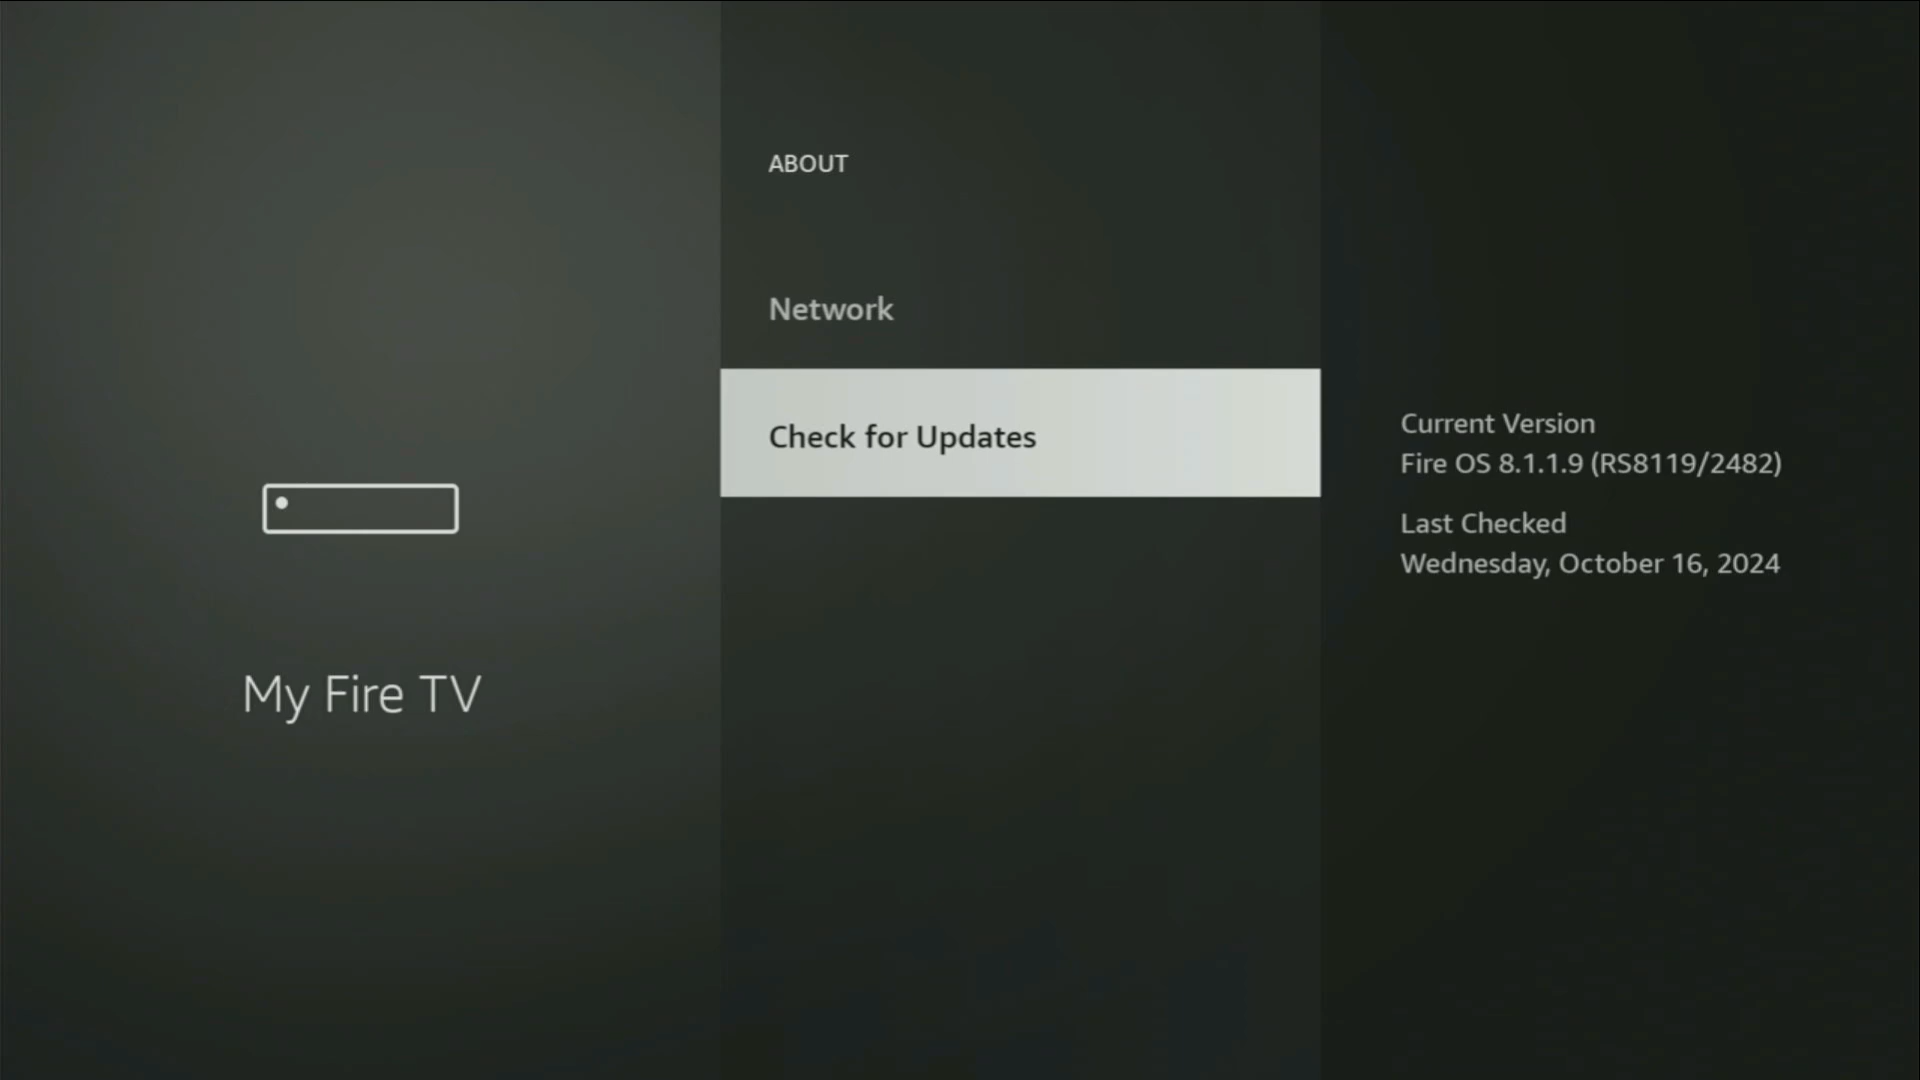 My Fire TV
ABOUT
Network
Check for Updates
Current Version
Fire OS 8.1.1.9 (RS8119/2482)
Last Checked
Wednesday, October 16, 2024